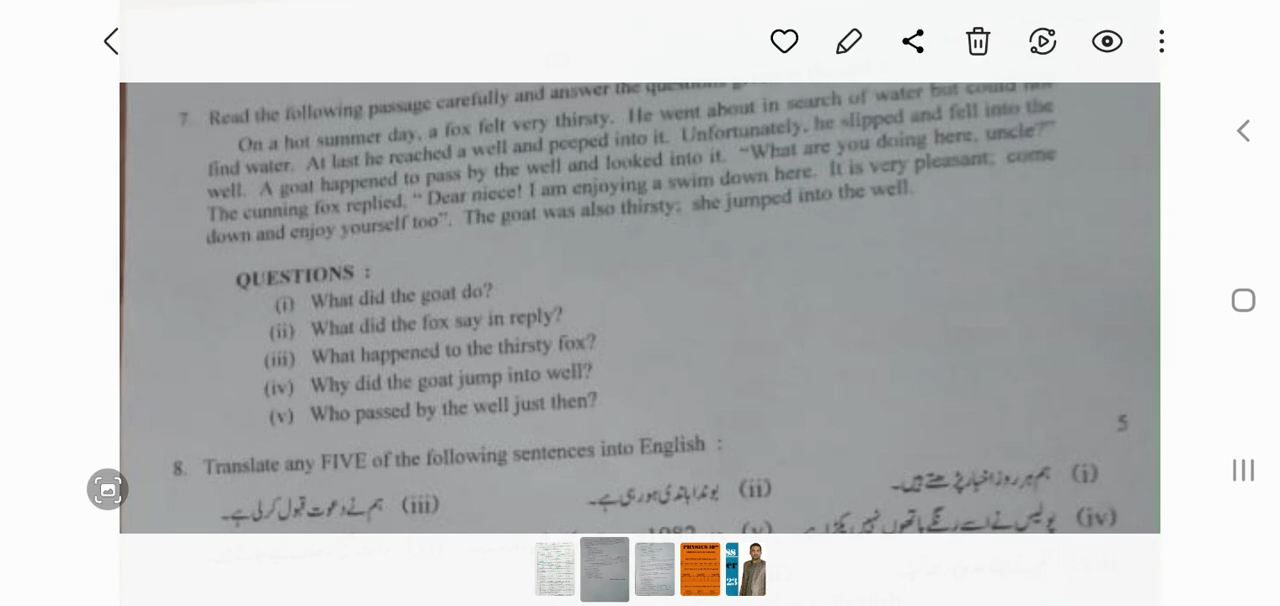 7 Read the following passage carefully and answer the questions
On a hot summer day, a fox felt very thirsty. He went about in search of water but could not
find water. At last he reached a well and peeped into it. Unfortunately, he slipped and fell into the
well. A goat happened to pass by the well and looked into it. “What are you doing here, uncle?”
The cunning fox replied, “ Dear niece! I am enjoying a swim down here. It is very pleasant; come
down and enjoy yourself too”. The goat was also thirsty; she jumped into the well.
QUESTIONS :
(i) What did the goat do?
(ii) What did the fox say in reply?
(iii) What happened to the thirsty fox?
(iv) Why did the goat jump into well?
(v) Who passed by the well just then?
5
8. Translate any FIVE of the following sentences into English :
(i) ہم ہر روز اخبار پڑھتے ہیں۔ (ii) بوندا باندی ہو رہی ہے۔ (iii) ہم نے دعوت قبول کر لی ہے۔
(iv) پولیس نے اسے رنگے ہاتھوں نہیں پکڑا ہے (v)
PHYSICS 10
ss
er
23